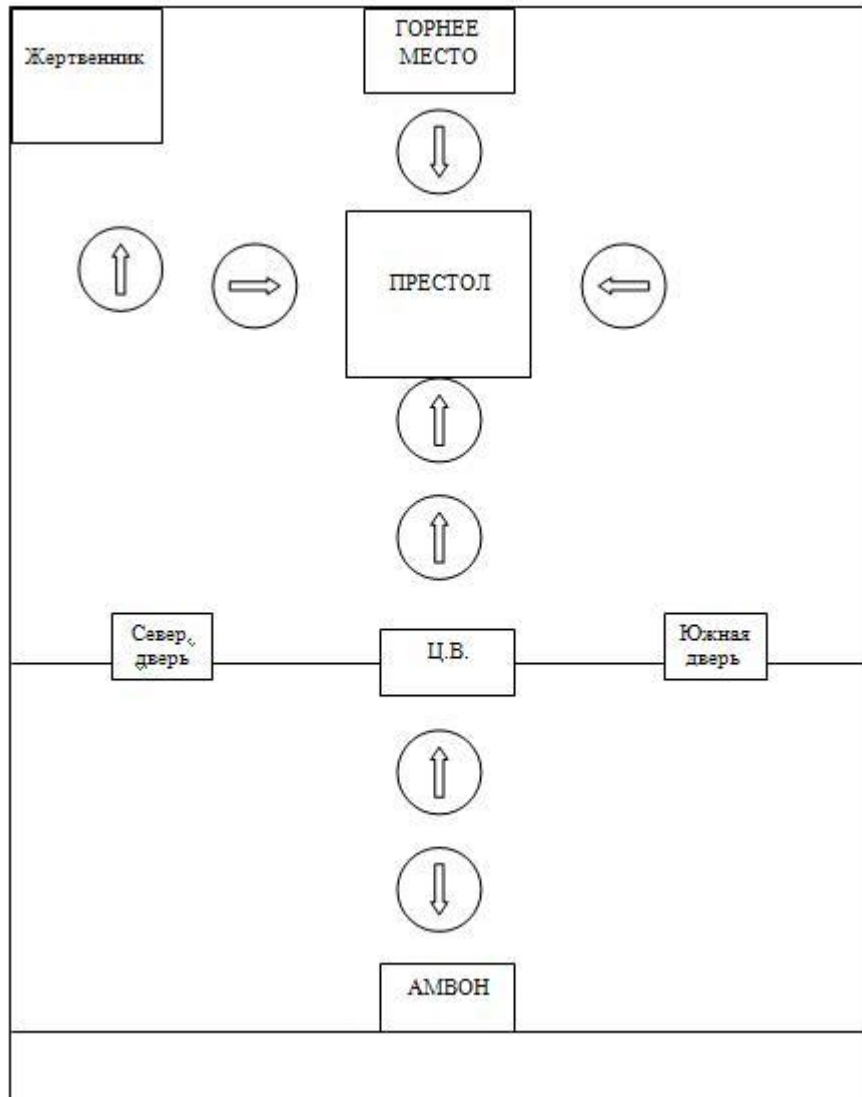 Жертвенник
ГОРНЕЕ
МЕСТО
ПРЕСТОЛ
Север.
дверь
Ц.В.
Южная
дверь
АМВОН